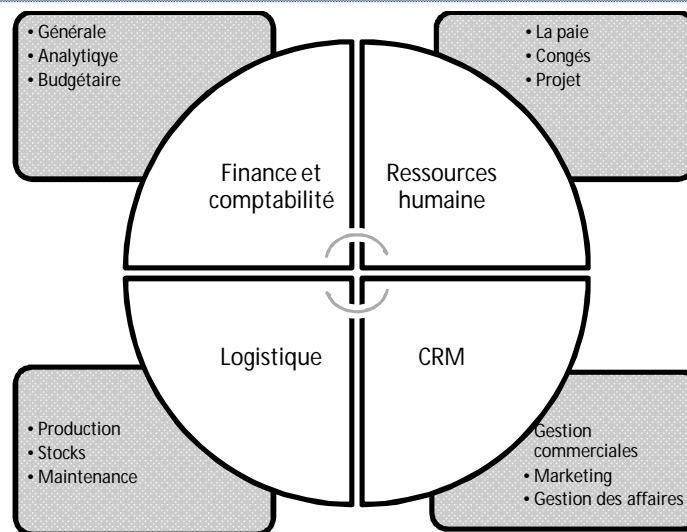 • Générale
• Analytiqye
• Budgétaire
• La paie
• Congés
• Projet
Finance et
comptabilité
Ressources
humaine
Logistique
CRM
• Production
• Stocks
• Maintenance
Gestion
commerciales
• Marketing
• Gestion des affaires